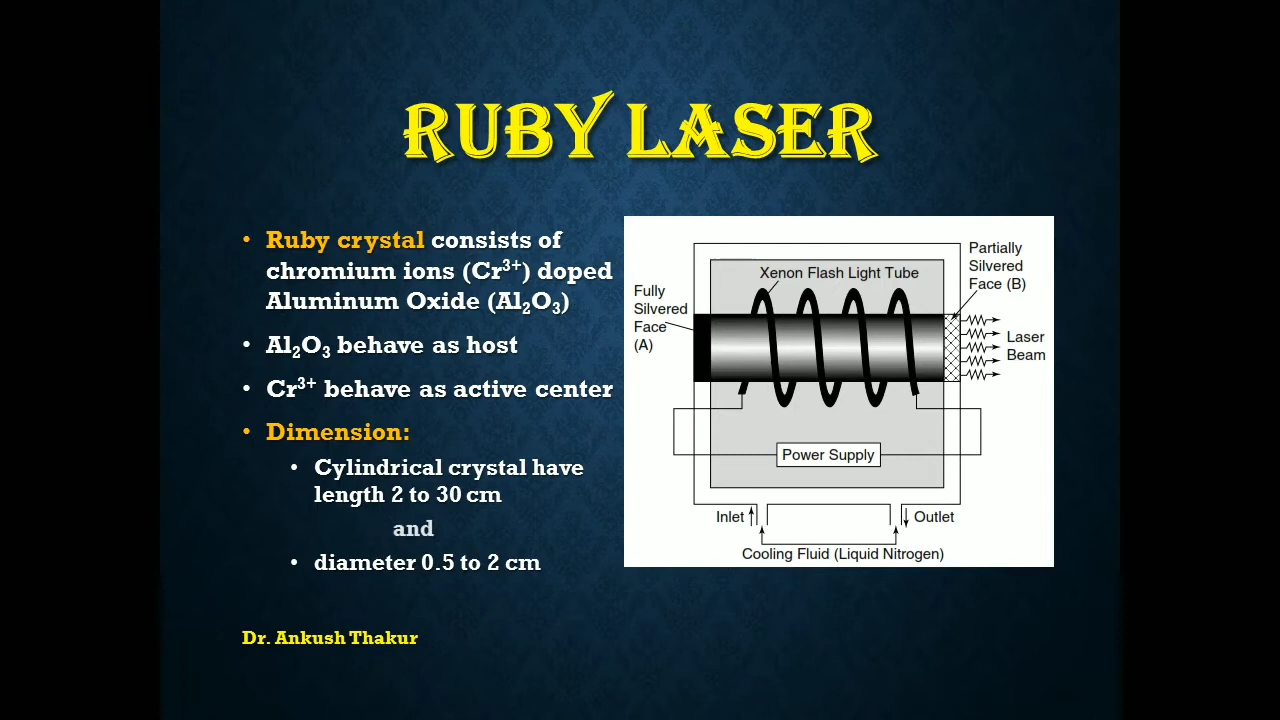 RUBY LASER
• Ruby crystal consists of
chromium ions (Cr³⁺) doped
Aluminum Oxide (Al₂O₃)
• Al₂O₃ behave as host
• Cr³⁺ behave as active center
• Dimension:
• Cylindrical crystal have
length 2 to 30 cm
and
• diameter 0.5 to 2 cm
Dr. Ankush Thakur
Xenon Flash Light Tube
Partially
Silvered
Face (B)
Fully
Silvered
Face
(A)
Laser
Beam
Power Supply
Inlet
Outlet
Cooling Fluid (Liquid Nitrogen)